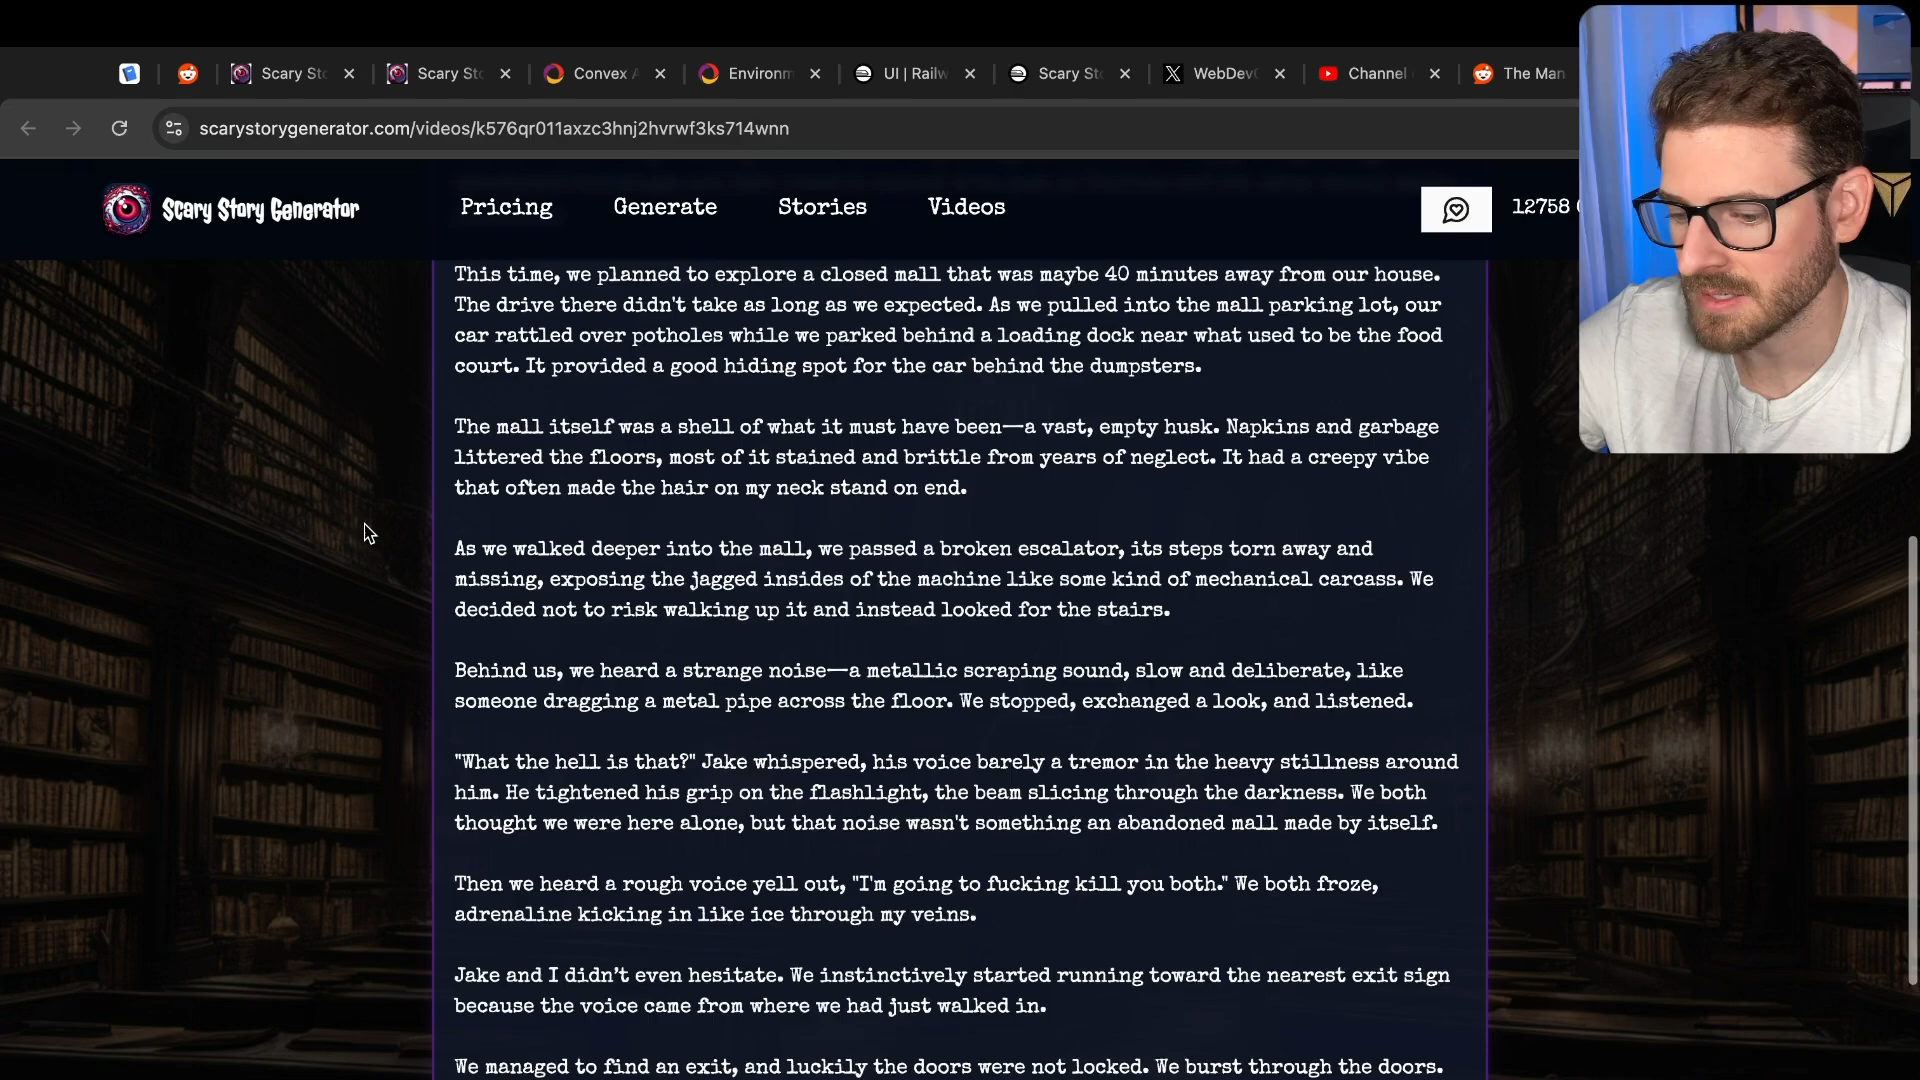 Scary St
Scary St
Convex A
Environm
UI | Railw
Scary St
WebDev
Channel
The Man
scarystorygenerator.com/videos/k576qr011axzc3hnj2hvrwf3ks714wnn
Scary Story Generator
Pricing
Generate
Stories
Videos
12758
This time, we planned to explore a closed mall that was maybe 40 minutes away from our house.
The drive there didn't take as long as we expected. As we pulled into the mall parking lot, our
car rattled over potholes while we parked behind a loading dock near what used to be the food
court. It provided a good hiding spot for the car behind the dumpsters.
The mall itself was a shell of what it must have been—a vast, empty husk. Napkins and garbage
littered the floors, most of it stained and brittle from years of neglect. It had a creepy vibe
that often made the hair on my neck stand on end.
As we walked deeper into the mall, we passed a broken escalator, its steps torn away and
missing, exposing the jagged insides of the machine like some kind of mechanical carcass. We
decided not to risk walking up it and instead looked for the stairs.
Behind us, we heard a strange noise—a metallic scraping sound, slow and deliberate, like
someone dragging a metal pipe across the floor. We stopped, exchanged a look, and listened.
"What the hell is that?" Jake whispered, his voice barely a tremor in the heavy stillness around
him. He tightened his grip on the flashlight, the beam slicing through the darkness. We both
thought we were here alone, but that noise wasn't something an abandoned mall made by itself.
Then we heard a rough voice yell out, "I'm going to fucking kill you both." We both froze,
adrenaline kicking in like ice through my veins.
Jake and I didn’t even hesitate. We instinctively started running toward the nearest exit sign
because the voice came from where we had just walked in.
We managed to find an exit, and luckily the doors were not locked. We burst through the doors.